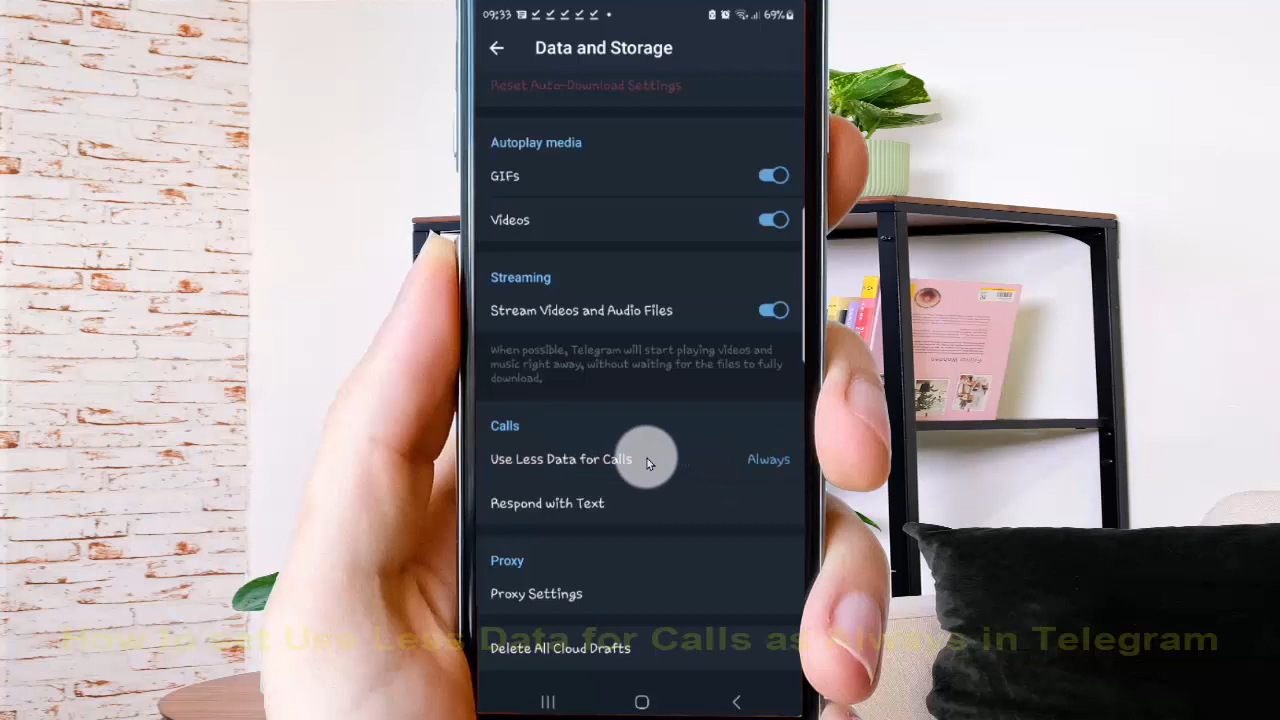 09:33 69%
Data and Storage
Reset Auto-Download Settings
Autoplay media
GIFs
Videos
Streaming
Stream Videos and Audio Files
When possible, Telegram will start playing videos and
music right away, without waiting for the files to fully
download.
Calls
Use Less Data for Calls Always
Respond with Text
Proxy
Proxy Settings
How to set Use Less Data for Calls as Always in Telegram
Delete All Cloud Drafts